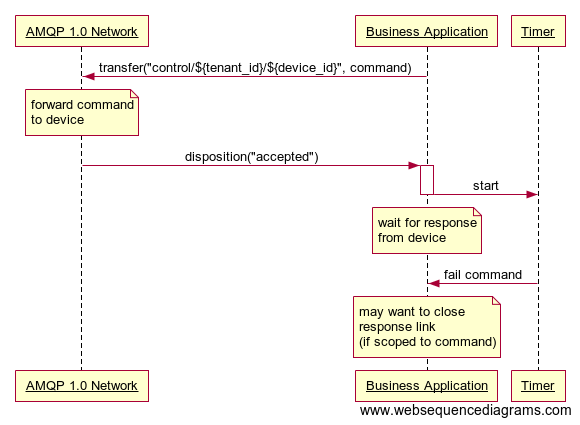 AMQP 1.0 Network
Business Application
Timer
transfer("control/${tenant_id}/${device_id}", command)
forward command
to device
disposition("accepted")
start
wait for response
from device
fail command
may want to close
response link
(if scoped to command)
AMQP 1.0 Network
Business Application
Timer
www.websequencediagrams.com